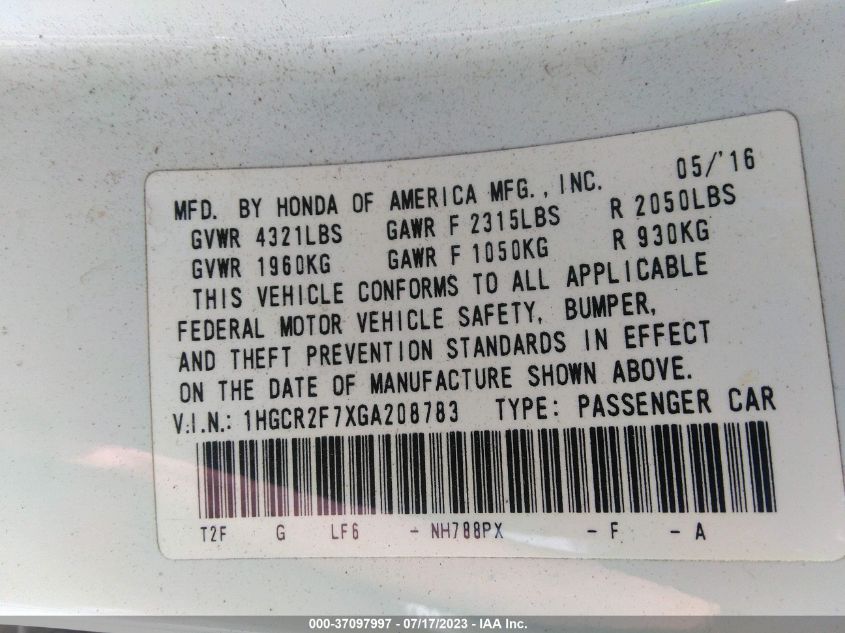 MFD. BY HONDA OF AMERICA MFG., INC. 05/'16
GVWR 4321LBS GAWR F 2315LBS R 2050LBS
GVWR 1960KG GAWR F 1050KG R 930KG
THIS VEHICLE CONFORMS TO ALL APPLICABLE
FEDERAL MOTOR VEHICLE SAFETY, BUMPER,
AND THEFT PREVENTION STANDARDS IN EFFECT
ON THE DATE OF MANUFACTURE SHOWN ABOVE.
V.I.N.: 1HGCR2F7XGA208783 TYPE: PASSENGER CAR
T2F G LF6 - NH788PX - F - A
000-37097997 - 07/17/2023 - IAA Inc.